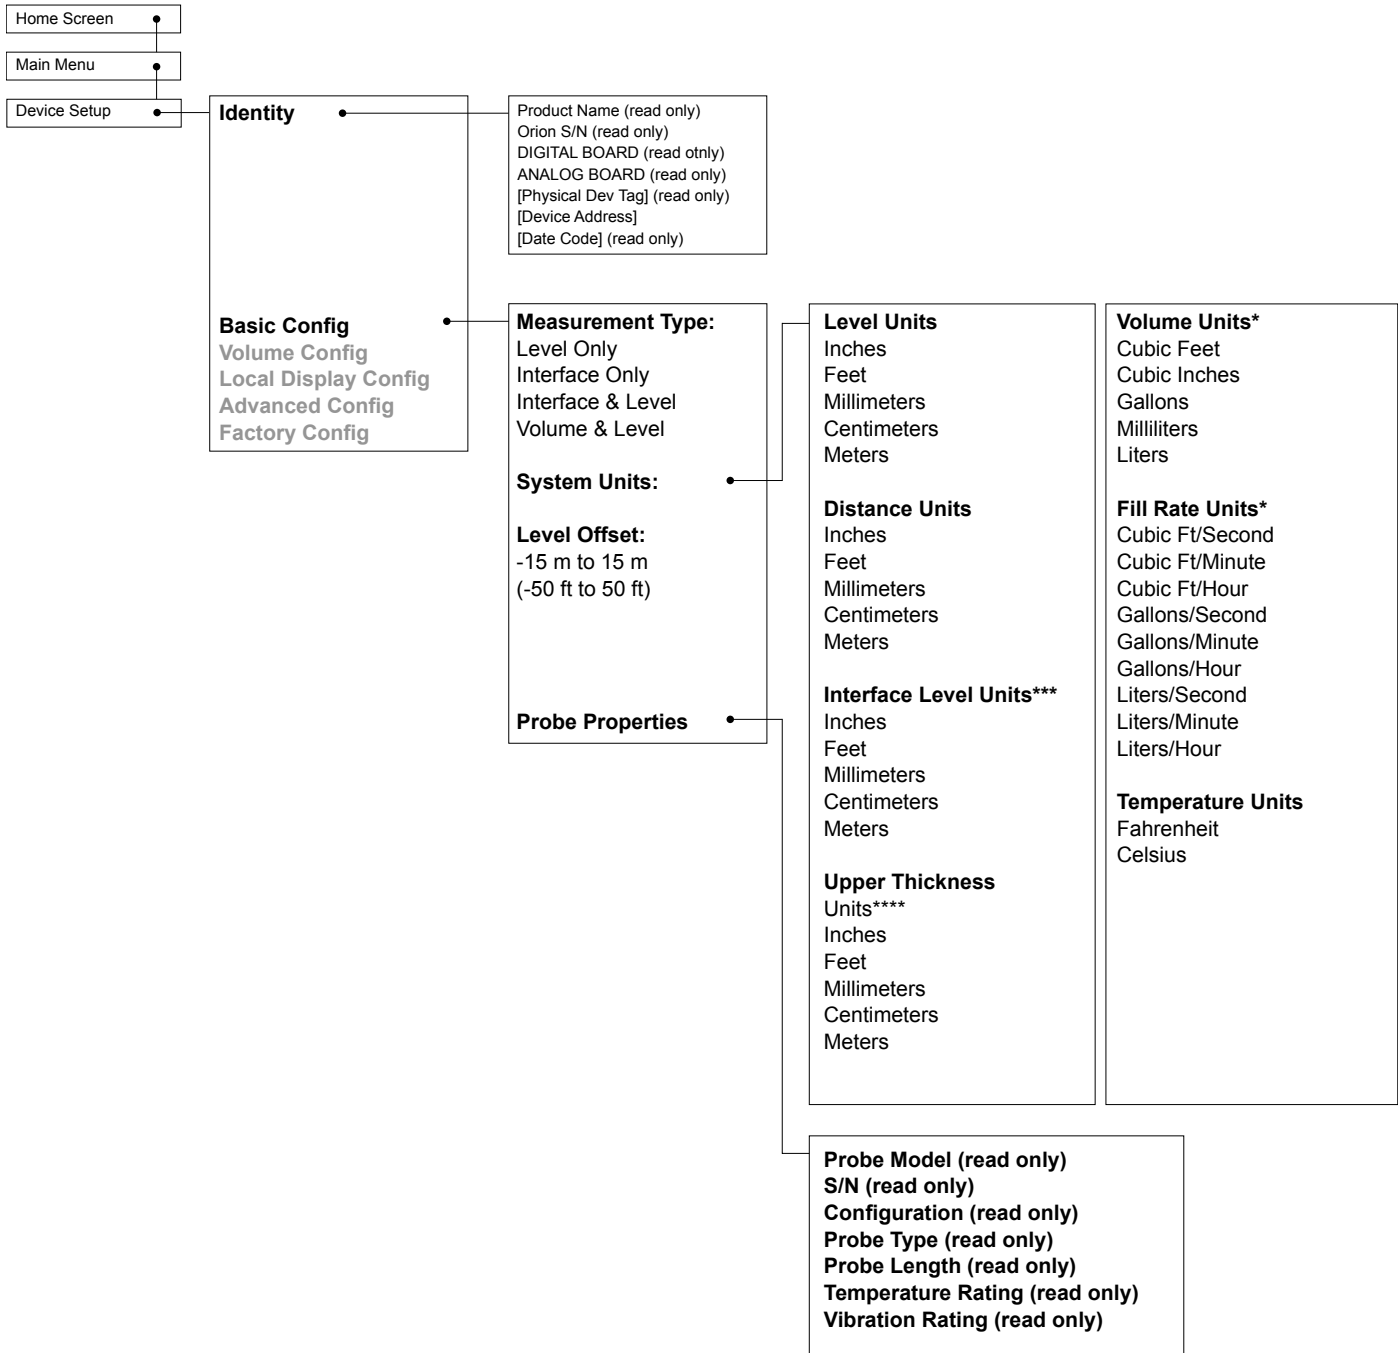 Home Screen
Main Menu
Device Setup
Identity
Basic Config
Volume Config
Local Display Config
Advanced Config
Factory Config
Product Name (read only)
Orion S/N (read only)
DIGITAL BOARD (read otnly)
ANALOG BOARD (read only)
[Physical Dev Tag] (read only)
[Device Address]
[Date Code] (read only)
Measurement Type:
Level Only
Interface Only
Interface & Level
Volume & Level
System Units:
Level Offset:
-15 m to 15 m
(-50 ft to 50 ft)
Probe Properties
Level Units
Inches
Feet
Millimeters
Centimeters
Meters
Distance Units
Inches
Feet
Millimeters
Centimeters
Meters
Interface Level Units***
Inches
Feet
Millimeters
Centimeters
Meters
Upper Thickness
Units****
Inches
Feet
Millimeters
Centimeters
Meters
Volume Units*
Cubic Feet
Cubic Inches
Gallons
Milliliters
Liters
Fill Rate Units*
Cubic Ft/Second
Cubic Ft/Minute
Cubic Ft/Hour
Gallons/Second
Gallons/Minute
Gallons/Hour
Liters/Second
Liters/Minute
Liters/Hour
Temperature Units
Fahrenheit
Celsius
Probe Model (read only)
S/N (read only)
Configuration (read only)
Probe Type (read only)
Probe Length (read only)
Temperature Rating (read only)
Vibration Rating (read only)